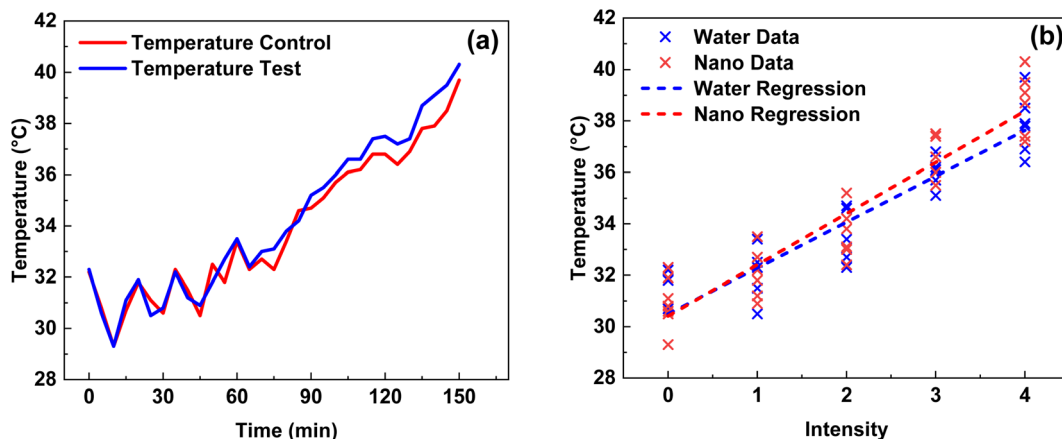 (a)
Temperature Control
Temperature Test
42
40
38
36
34
32
30
28
Temperature (°C)
0 30 60 90 120 150
Time (min)
(b)
Water Data
Nano Data
Water Regression
Nano Regression
42
40
38
36
34
32
30
28
Temperature (°C)
0 1 2 3 4
Intensity